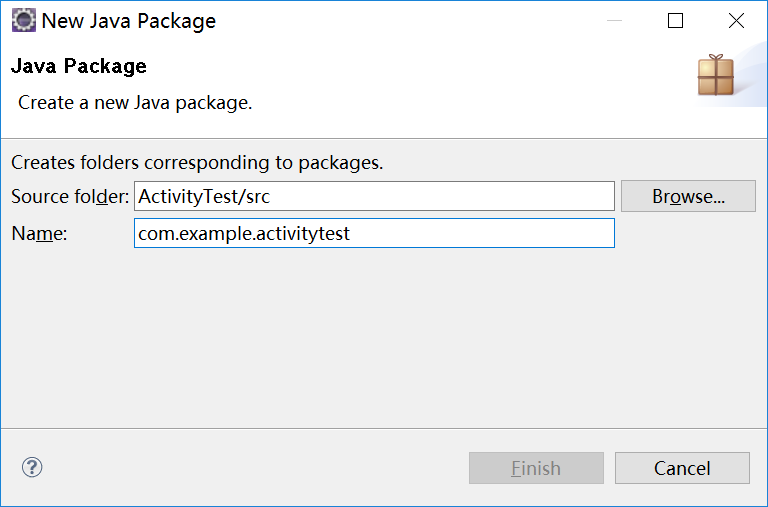 New Java Package
Java Package
Create a new Java package.
Creates folders corresponding to packages.
Source folder: ActivityTest/src Browse...
Name: com.example.activitytest
? Finish Cancel